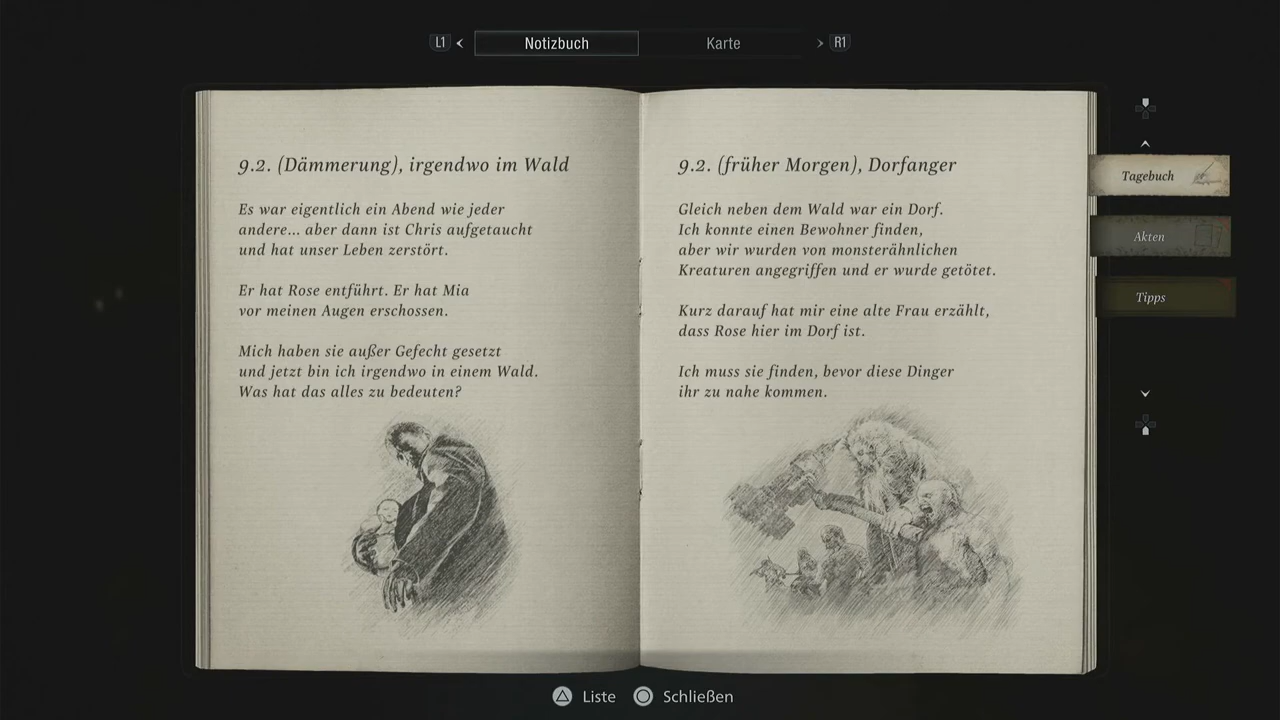 L1 Notizbuch Karte R1
9.2. (Dämmerung), irgendwo im Wald
Es war eigentlich ein Abend wie jeder
andere... aber dann ist Chris aufgetaucht
und hat unser Leben zerstört.
Er hat Rose entführt. Er hat Mia
vor meinen Augen erschossen.
Mich haben sie außer Gefecht gesetzt
und jetzt bin ich irgendwo in einem Wald.
Was hat das alles zu bedeuten?
9.2. (früher Morgen), Dorfanger
Gleich neben dem Wald war ein Dorf.
Ich konnte einen Bewohner finden,
aber wir wurden von monsterähnlichen
Kreaturen angegriffen und er wurde getötet.
Kurz darauf hat mir eine alte Frau erzählt,
dass Rose hier im Dorf ist.
Ich muss sie finden, bevor diese Dinger
ihr zu nahe kommen.
Tagebuch
Akten
Tipps
Liste Schließen